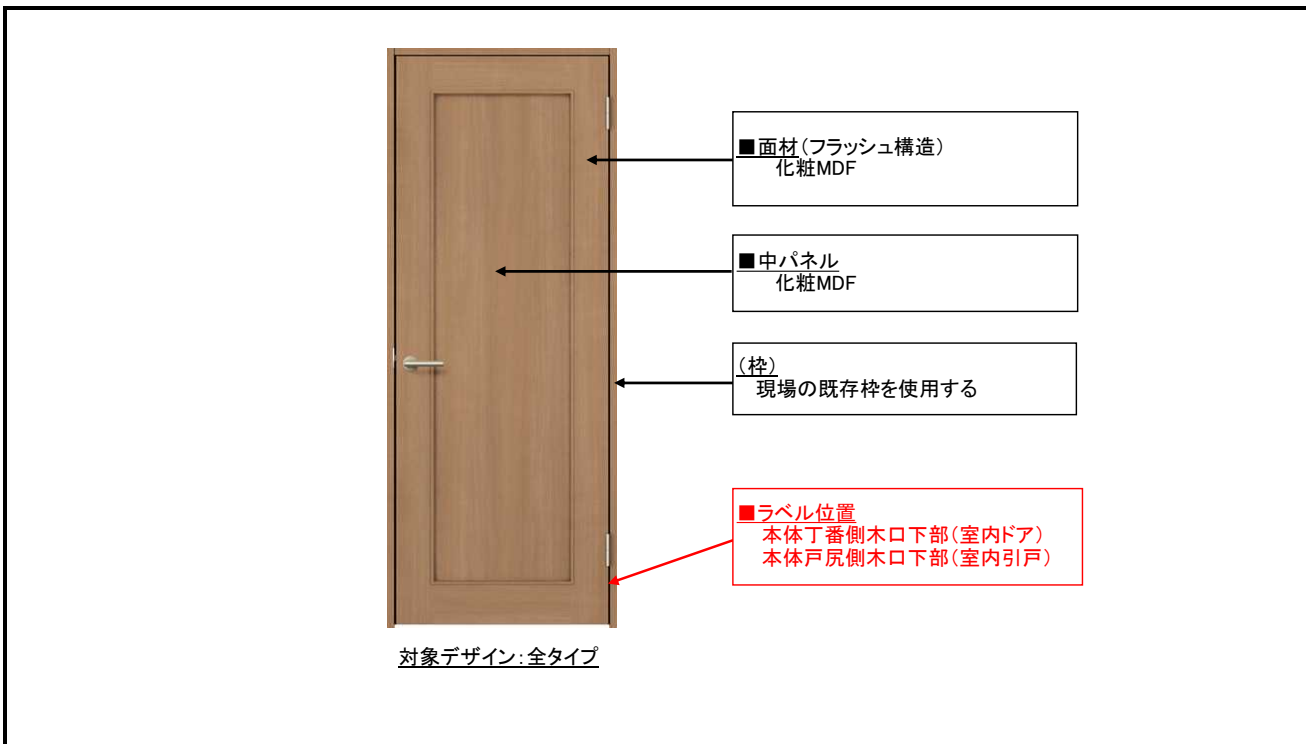 ■面材(フラッシュ構造)
化粧MDF
■中パネル
化粧MDF
(枠)
現場の既存枠を使用する
■ラベル位置
本体丁番側木口下部(室内ドア)
本体戸尻側木口下部(室内引戸)
対象デザイン:全タイプ